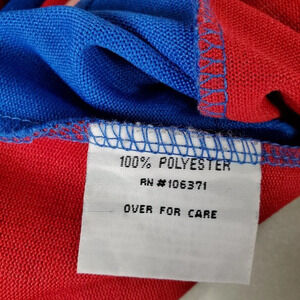 100% POLYESTER
RN #106371
OVER FOR CARE